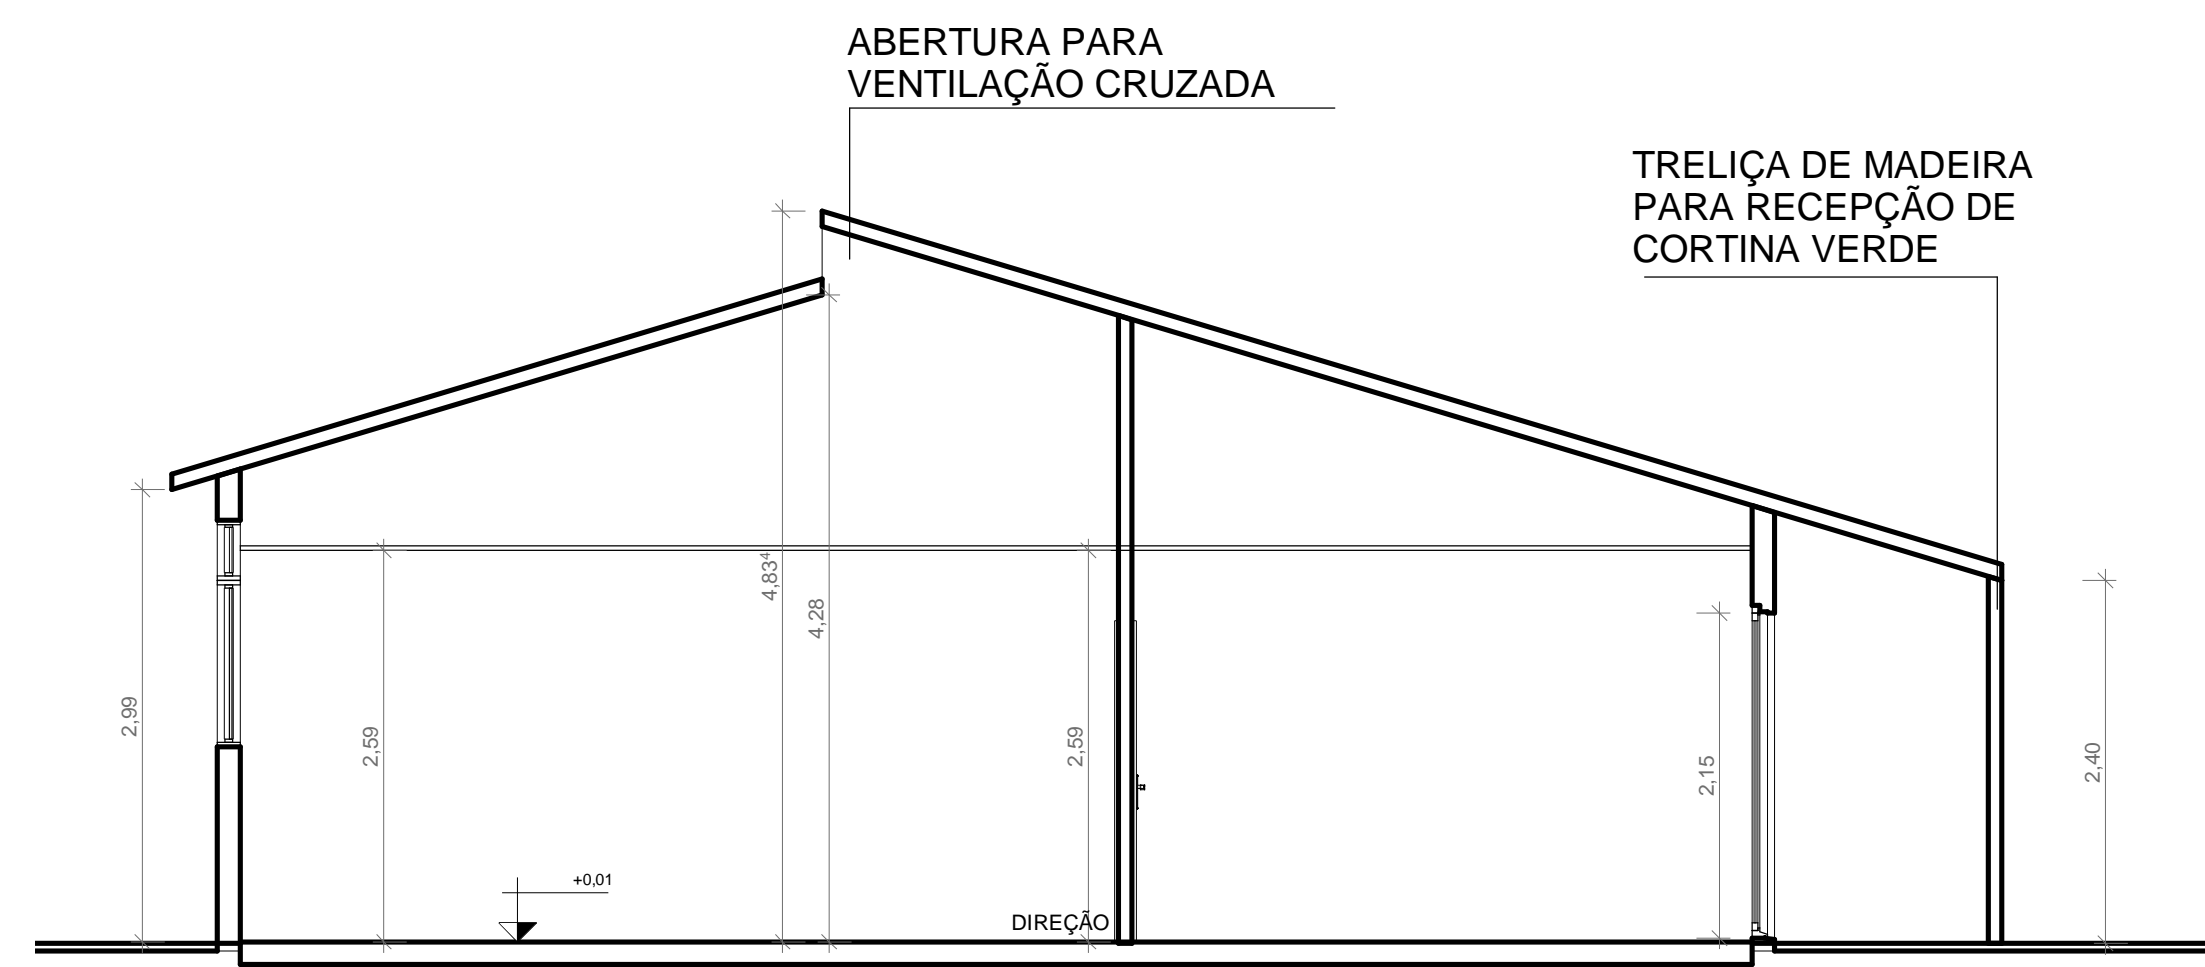 ABERTURA PARA
VENTILAÇÃO CRUZADA
TRELIÇA DE MADEIRA
PARA RECEPÇÃO DE
CORTINA VERDE
2,99
2,59
4,83⁴
4,28
2,59
2,15
2,40
+0,01
DIREÇÃO